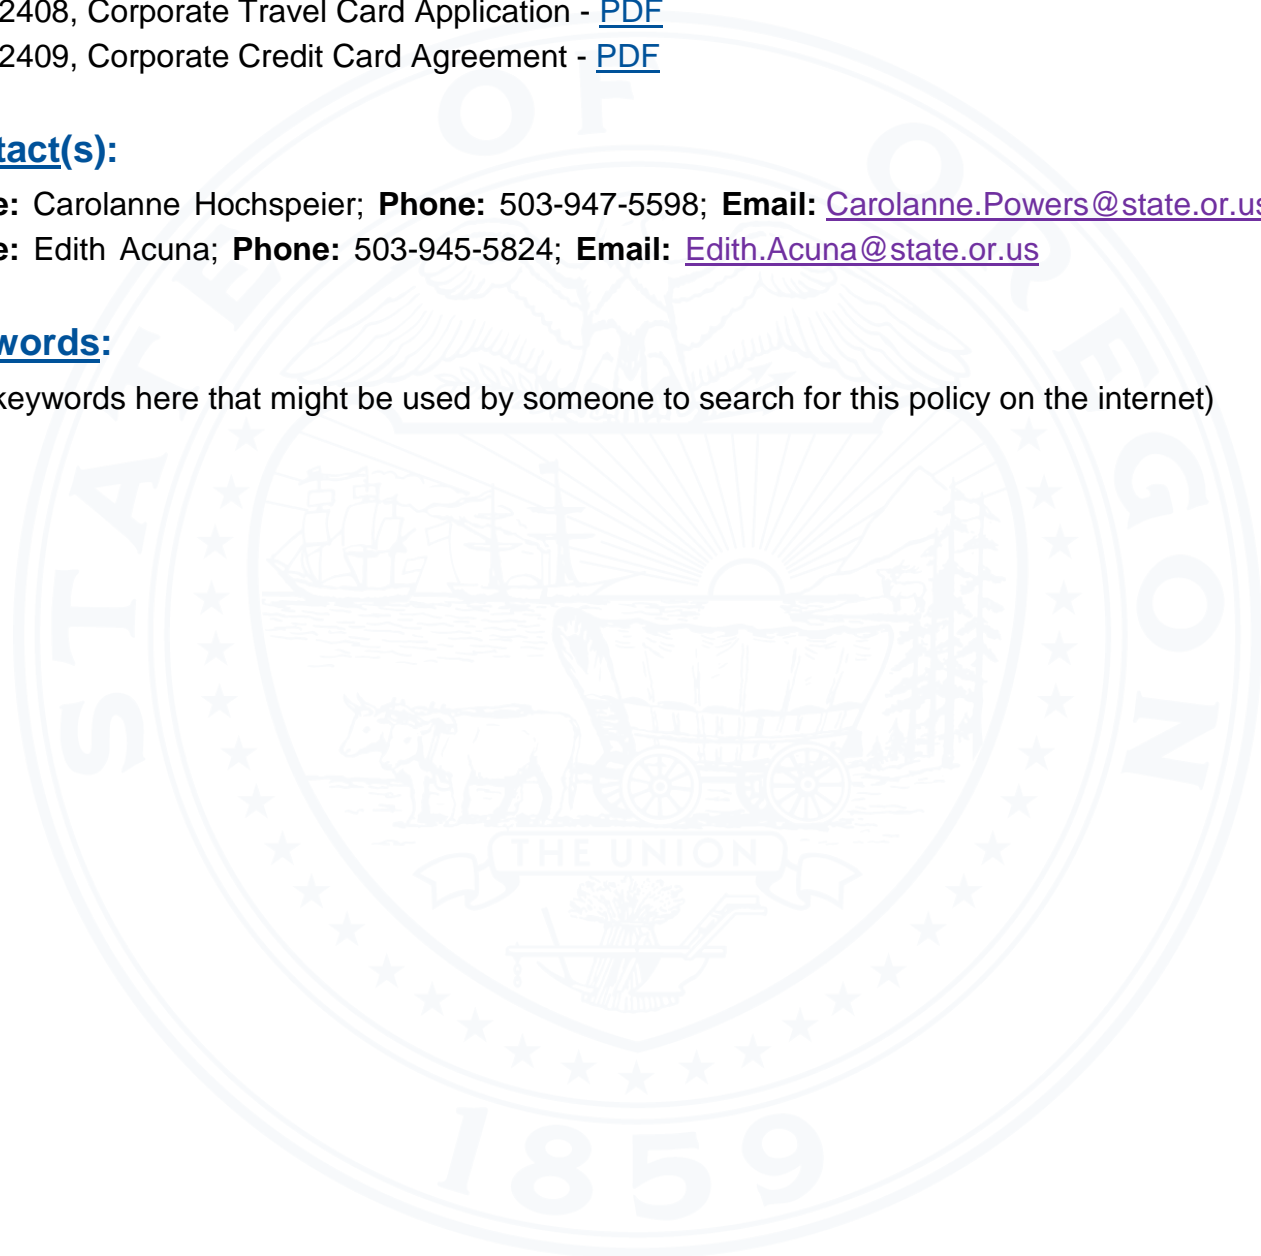 2408, Corporate Travel Card Application - PDF
2409, Corporate Credit Card Agreement - PDF
tact(s):
e: Carolanne Hochspeier; Phone: 503-947-5598; Email: Carolanne.Powers@state.or.us
e: Edith Acuna; Phone: 503-945-5824; Email: Edith.Acuna@state.or.us
words:
keywords here that might be used by someone to search for this policy on the internet)
STATE OF OREGON
THE UNION
1859